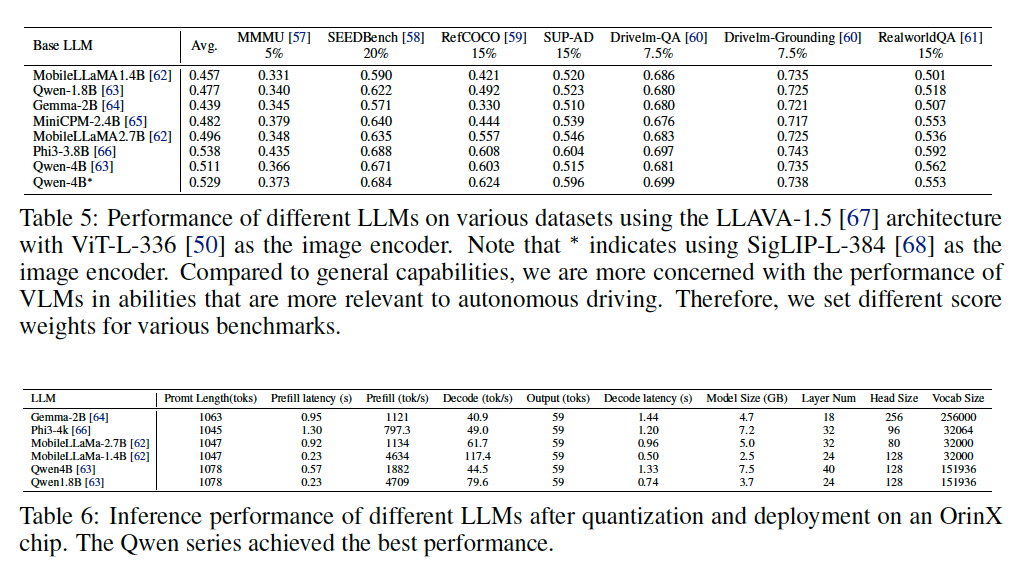 Base LLM Avg. MMMU [57] SEEDBench [58] RefCOCO [59] SUP-AD Drivelm-QA [60] Drivelm-Grounding [60] RealworldQA [61]
5% 20% 15% 15% 7.5% 7.5% 15%
MobileLLaMA1.4B [62] 0.457 0.331 0.590 0.421 0.520 0.686 0.735 0.501
Qwen-1.8B [63] 0.477 0.340 0.622 0.492 0.523 0.680 0.725 0.518
Gemma-2B [64] 0.439 0.345 0.571 0.330 0.510 0.680 0.721 0.507
MiniCPM-2.4B [65] 0.482 0.379 0.640 0.444 0.539 0.676 0.717 0.553
MobileLLaMA2.7B [62] 0.496 0.348 0.635 0.557 0.546 0.683 0.725 0.536
Phi3-3.8B [66] 0.538 0.435 0.688 0.608 0.604 0.697 0.743 0.592
Qwen-4B [63] 0.511 0.366 0.671 0.603 0.515 0.681 0.735 0.562
Qwen-4B* 0.529 0.373 0.684 0.624 0.596 0.699 0.738 0.553
Table 5: Performance of different LLMs on various datasets using the LLAVA-1.5 [67] architecture
with ViT-L-336 [50] as the image encoder. Note that * indicates using SigLIP-L-384 [68] as the
image encoder. Compared to general capabilities, we are more concerned with the performance of
VLMs in abilities that are more relevant to autonomous driving. Therefore, we set different score
weights for various benchmarks.
LLM Promt Length(toks) Prefill latency (s) Prefill (tok/s) Decode (tok/s) Output (toks) Decode latency (s) Model Size (GB) Layer Num Head Size Vocab Size
Gemma-2B [64] 1063 0.95 1121 40.9 59 1.44 4.7 18 256 256000
Phi3-4k [66] 1045 1.30 797.3 49.0 59 1.20 7.2 32 96 32064
MobileLLaMa-2.7B [62] 1047 0.92 1134 61.7 59 0.96 5.0 32 80 32000
MobileLLaMa-1.4B [62] 1047 0.23 4634 117.4 59 0.50 2.5 24 128 32000
Qwen4B [63] 1078 0.57 1882 44.5 59 1.33 7.5 40 128 151936
Qwen1.8B [63] 1078 0.23 4709 79.6 59 0.74 3.7 24 128 151936
Table 6: Inference performance of different LLMs after quantization and deployment on an OrinX
chip. The Qwen series achieved the best performance.